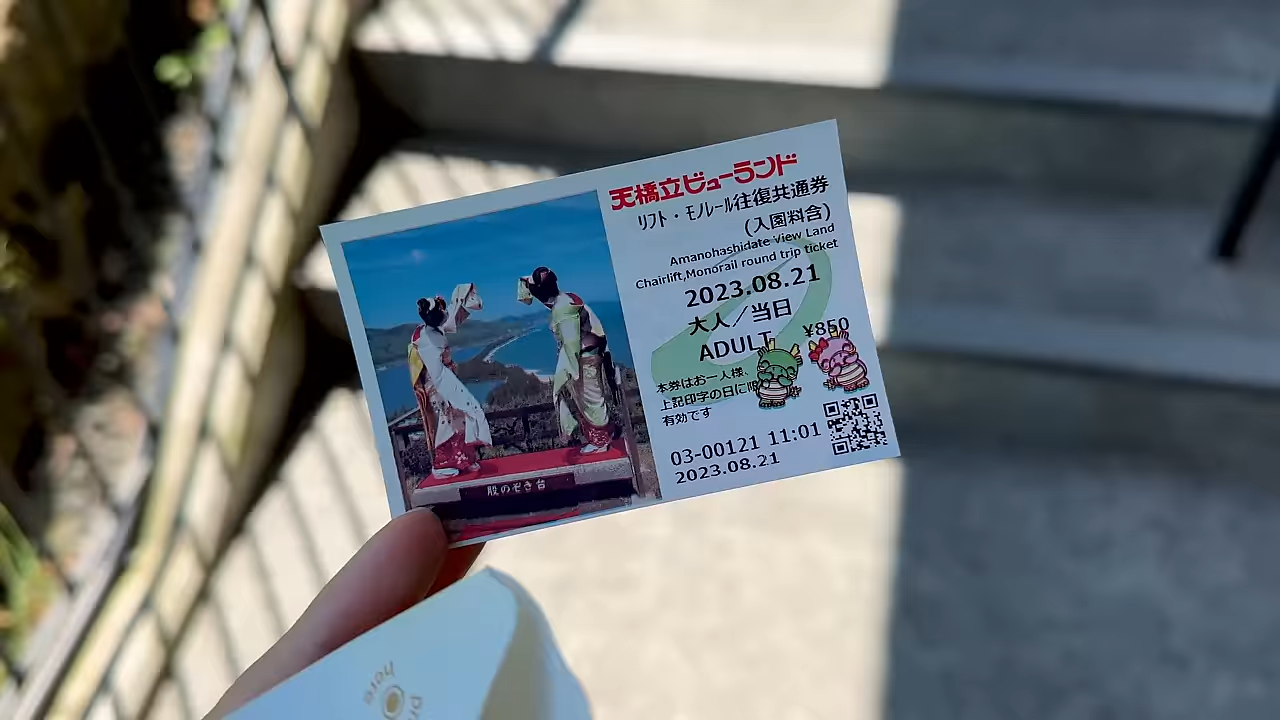 天橋立ビューランド
リフト・モノレール往復共通券
(入園料含)
Amanohashidate View Land
Chairlift,Monorail round trip ticket
2023.08.21
大人／当日
ADULT ¥850
本券はお一人様、
上記印字の日に限
有効です
03-00121 11:01
2023.08.21
股のぞき台
here